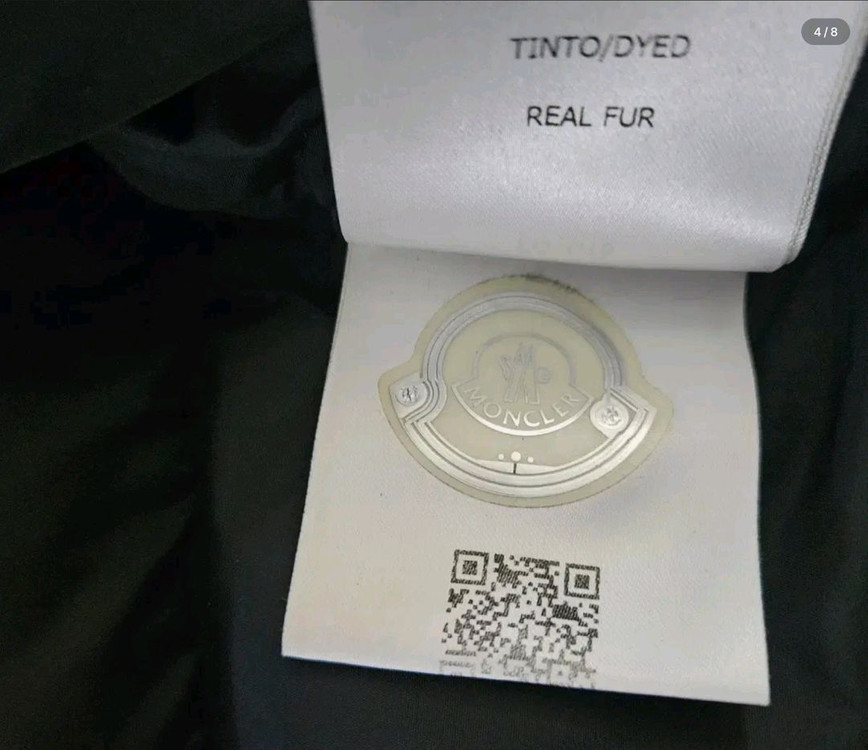 4/8
TINTO/DYED
REAL FUR
MONCLER